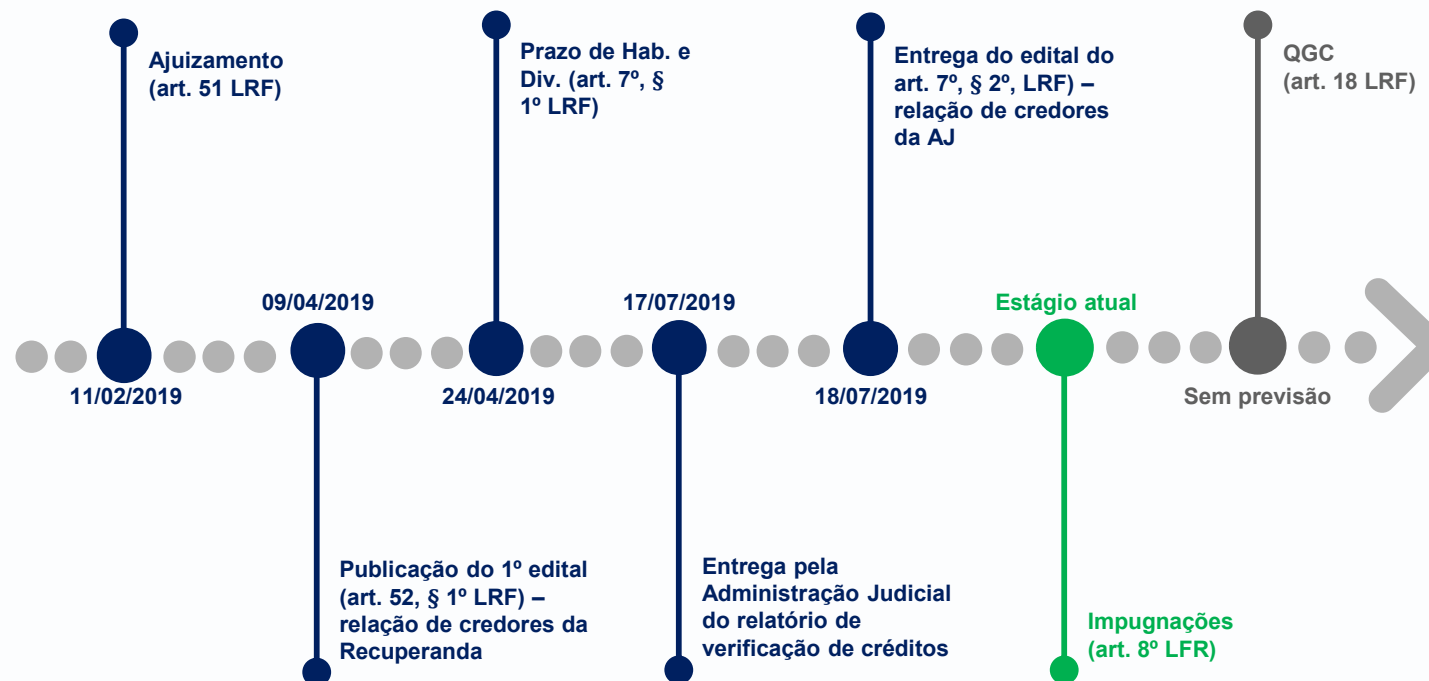 Ajuizamento
(art. 51 LRF)
11/02/2019
09/04/2019
Publicação do 1º edital
(art. 52, § 1º LRF) –
relação de credores da
Recuperanda
Prazo de Hab. e
Div. (art. 7º, §
1º LRF)
24/04/2019
17/07/2019
Entrega pela
Administração Judicial
do relatório de
verificação de créditos
Entrega do edital do
art. 7º, § 2º, LRF) –
relação de credores
da AJ
18/07/2019
Estágio atual
Impugnações
(art. 8º LFR)
QGC
(art. 18 LRF)
Sem previsão